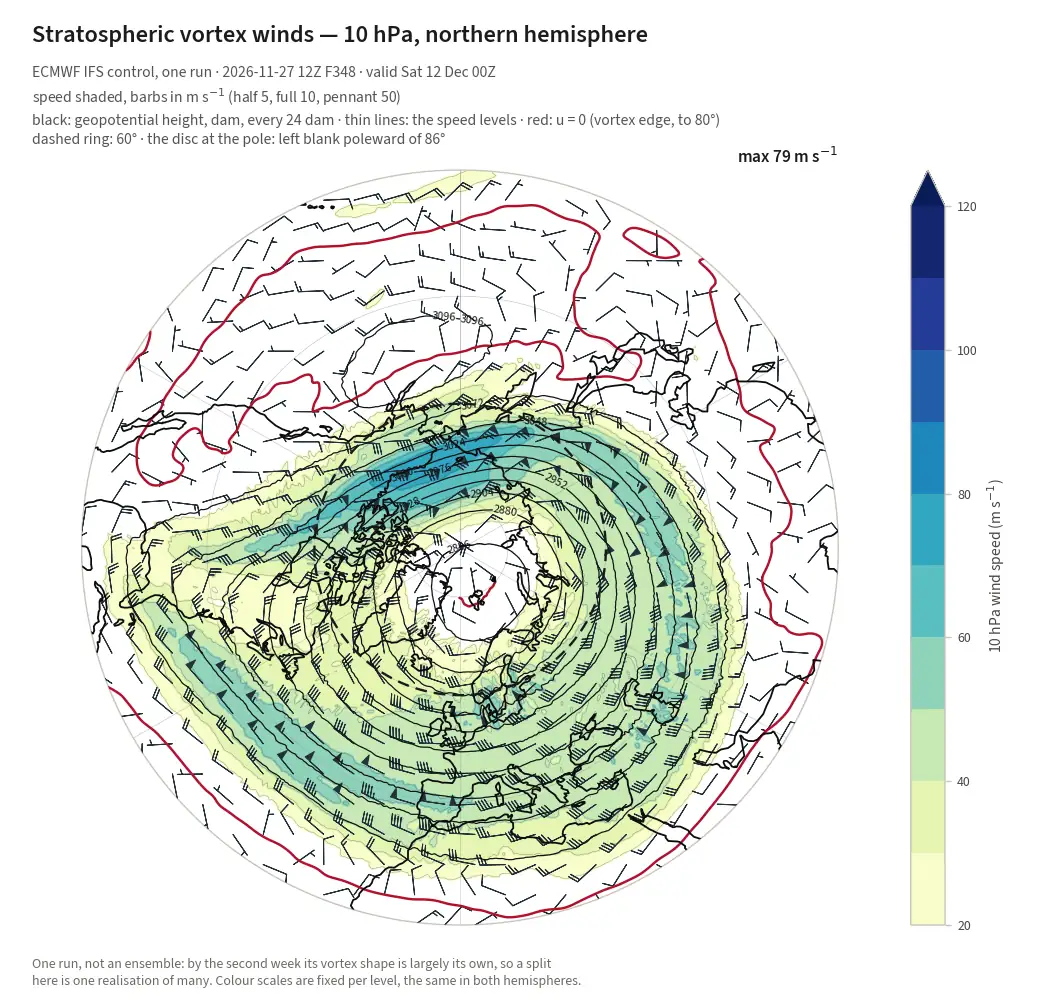 Stratospheric vortex winds — 10 hPa, northern hemisphere
ECMWF IFS control, one run · 2026-11-27 12Z F348 · valid Sat 12 Dec 00Z
speed shaded, barbs in m s⁻¹ (half 5, full 10, pennant 50)
black: geopotential height, dam, every 24 dam · thin lines: the speed levels · red: u = 0 (vortex edge, to 80°)
dashed ring: 60° · the disc at the pole: left blank poleward of 86°
max 79 m s⁻¹
120
100
80
60
40
20
10 hPa wind speed (m s⁻¹)
3096
3096
2952
2904
2880
One run, not an ensemble: by the second week its vortex shape is largely its own, so a split
here is one realisation of many. Colour scales are fixed per level, the same in both hemispheres.